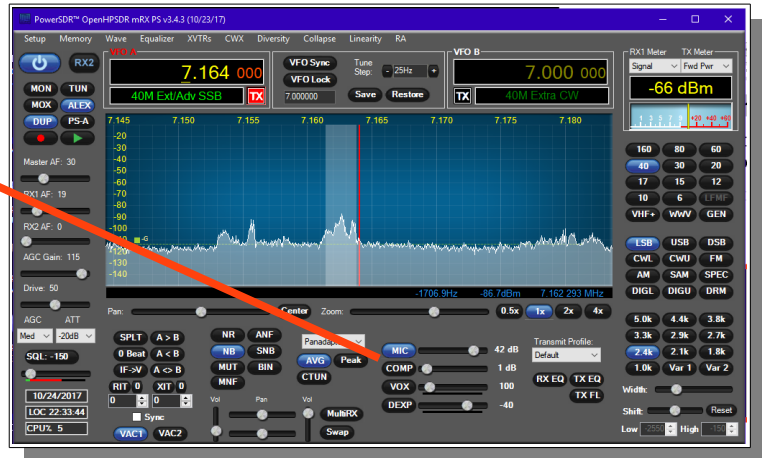 PowerSDR™ OpenHPSDR mRX PS v3.4.3 (10/23/17)
Setup Memory Wave Equalizer XVTRs CWX Diversity Collapse Linearity RA
RX2
MON TUN
MOX ALEX
DUP PS-A
VFO A
7.164 000
40M Ext/Adv SSB TX
VFO Sync
VFO Lock
Tune Step: - 25Hz +
7.000000 Save Restore
VFO B
7.000 000
TX 40M Extra CW
RX1 Meter TX Meter
Signal Fwd Pwr
-66 dBm
1 3 5 7 9 +20 +40 +60
7.145 7.150 7.155 7.160 7.165 7.170 7.175 7.180
-20
-30
-40
-50
-60
-70
-80
-90
-100
-G
-120
-130
-140
-1706.9Hz -86.7dBm 7.162 293 MHz
Master AF: 30
RX1 AF: 19
RX2 AF: 0
AGC Gain: 115
Drive: 50
AGC ATT
Med -20dB
SQL: -150
10/24/2017
LOC 22:33:44
CPU% 5
Pan: Center Zoom: 0.5x 1x 2x 4x
SPLT A > B
0 Beat A < B
IF->V A <> B
RIT 0 XIT 0
0 0
Sync
VAC1 VAC2
NR ANF
NB SNB
MUT BIN
MNF
Vol Pan Vol
Panadap
AVG Peak
CTUN
MultiRX
Swap
MIC 42 dB
COMP 1 dB
VOX 100
DEXP -40
Transmit Profile:
Default
RX EQ TX EQ
TX FL
160 80 60
40 30 20
17 15 12
10 6 LFMF
VHF+ WWV GEN
LSB USB DSB
CWL CWU FM
AM SAM SPEC
DIGL DIGU DRM
5.0k 4.4k 3.8k
3.3k 2.9k 2.7k
2.4k 2.1k 1.8k
1.0k Var 1 Var 2
Width:
Shift: Reset
Low -2550 High -150